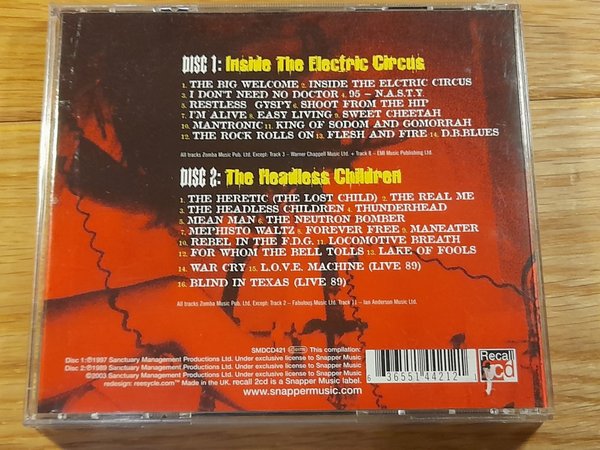 DISC 1: Inside The Electric Circus
1. THE BIG WELCOME 2. INSIDE THE ELCTRIC CIRCUS
3. I DON'T NEED NO DOCTOR 4. 95 – N.A.S.T.Y.
5. RESTLESS GYSPY 6. SHOOT FROM THE HIP
7. I'M ALIVE 8. EASY LIVING 9. SWEET CHEETAH
10. MANTRONIC 11. KING OF SODOM AND GOMORRAH
12. THE ROCK ROLLS ON 13. FLESH AND FIRE 14. D.B.BLUES
All tracks Zomba Music Pub. Ltd. Except: Track 3 – Warner Chappell Music Ltd. + Track 8 – EMI Music Publishing Ltd.
DISC 2: The Headless Children
1. THE HERETIC (THE LOST CHILD) 2. THE REAL ME
3. THE HEADLESS CHILDREN 4. THUNDERHEAD
5. MEAN MAN 6. THE NEUTRON BOMBER
7. MEPHISTO WALTZ 8. FOREVER FREE 9. MANEATER
10. REBEL IN THE F.D.G. 11. LOCOMOTIVE BREATH
12. FOR WHOM THE BELL TOLLS 13. LAKE OF FOOLS
14. WAR CRY 15. L.O.V.E. MACHINE (LIVE 89)
16. BLIND IN TEXAS (LIVE 89)
All tracks Zomba Music Pub. Ltd. Except: Track 2 – Fabulous Music Ltd. Track 11 – Ian Anderson Music Ltd.
SMDCD421 This compilation:
Disc 1:℗1997 Sanctuary Management Productions Ltd. Under exclusive license to Snapper Music
Disc 2:℗1989 Sanctuary Management Productions Ltd. Under exclusive license to Snapper Music
©2003 Sanctuary Management Productions Ltd. Under exclusive license to Snapper Music
redesign: reesycle.com™ Made in the UK. recall 2cd is a Snapper Music label.
www.snappermusic.com
6 36551 44212
Recall
2cd